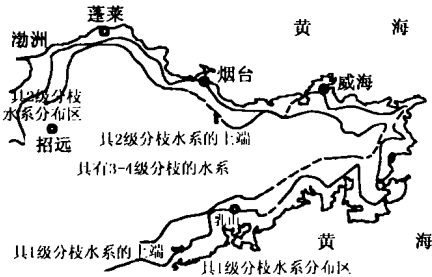 黄 海
蓬莱
渤洲
烟台
威海
具2级分枝
水系分布区
招远
具2级分枝水系的上端
具有3-4级分枝的水系
乳山
黄 海
具1级分枝水系的上端
具1级分枝水系分布区